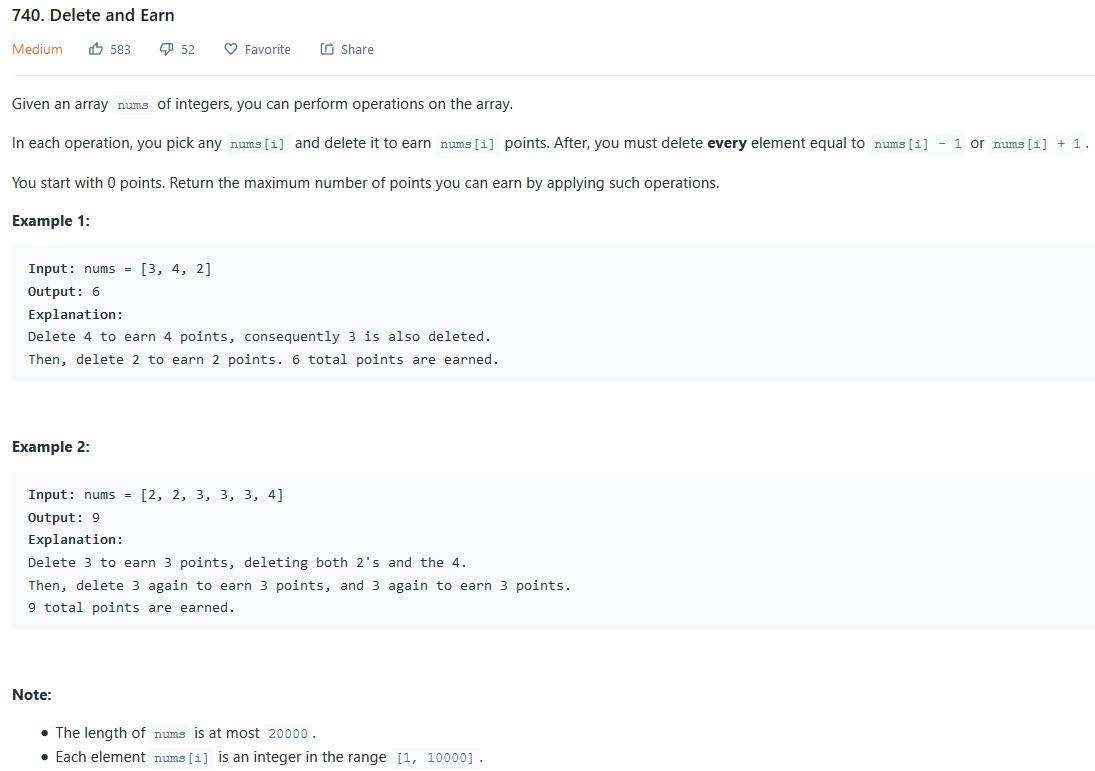 740. Delete and Earn
Medium 583 52 Favorite Share
Given an array nums of integers, you can perform operations on the array.
In each operation, you pick any nums[i] and delete it to earn nums[i] points. After, you must delete every element equal to nums[i] - 1 or nums[i] + 1.
You start with 0 points. Return the maximum number of points you can earn by applying such operations.
Example 1:
Input: nums = [3, 4, 2]
Output: 6
Explanation:
Delete 4 to earn 4 points, consequently 3 is also deleted.
Then, delete 2 to earn 2 points. 6 total points are earned.
Example 2:
Input: nums = [2, 2, 3, 3, 3, 4]
Output: 9
Explanation:
Delete 3 to earn 3 points, deleting both 2's and the 4.
Then, delete 3 again to earn 3 points, and 3 again to earn 3 points.
9 total points are earned.
Note:
• The length of nums is at most 20000.
• Each element nums[i] is an integer in the range [1, 10000].